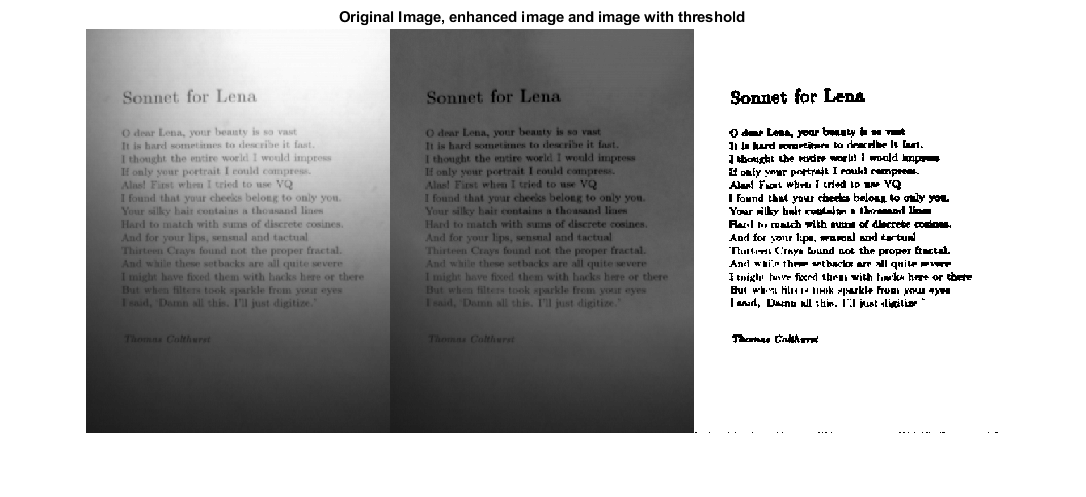 Original Image, enhanced image and image with threshold
Sonnet for Lena
O dear Lena, your beauty is so vast
It is hard sometimes to describe it fast.
I thought the entire world I would impress
If only your portrait I could compress.
Alas! First when I tried to use VQ
I found that your cheeks belong to only you.
Your silky hair contains a thousand lines
Hard to match with sums of discrete cosines.
And for your lips, sensual and tactual
Thirteen Crays found not the proper fractal.
And while these setbacks are all quite severe
I might have fixed them with hacks here or there
But when filters took sparkle from your eyes
I said, 'Damn all this. I'll just digitize.'
Thomas Colthurst
Sonnet for Lena
O dear Lena, your beauty is so vast
It is hard sometimes to describe it fast.
I thought the entire world I would impress
If only your portrait I could compress.
Alas! First when I tried to use VQ
I found that your cheeks belong to only you.
Your silky hair contains a thousand lines
Hard to match with sums of discrete cosines.
And for your lips, sensual and tactual
Thirteen Crays found not the proper fractal.
And while these setbacks are all quite severe
I might have fixed them with hacks here or there
But when filters took sparkle from your eyes
I said, 'Damn all this. I'll just digitize.'
Thomas Colthurst
Sonnet for Lena
O dear Lena, your beauty is so vast
It is hard sometimes to describe it fast.
I thought the entire world I would impress
If only your portrait I could compress.
Alas! First when I tried to use VQ
I found that your cheeks belong to only you.
Your silky hair contains a thousand lines
Hard to match with sums of discrete cosines.
And for your lips, sensual and tactual
Thirteen Crays found not the proper fractal.
And while these setbacks are all quite severe
I might have fixed them with hacks here or there
But when filters took sparkle from your eyes
I said, 'Damn all this. I'll just digitize.'
Thomas Colthurst